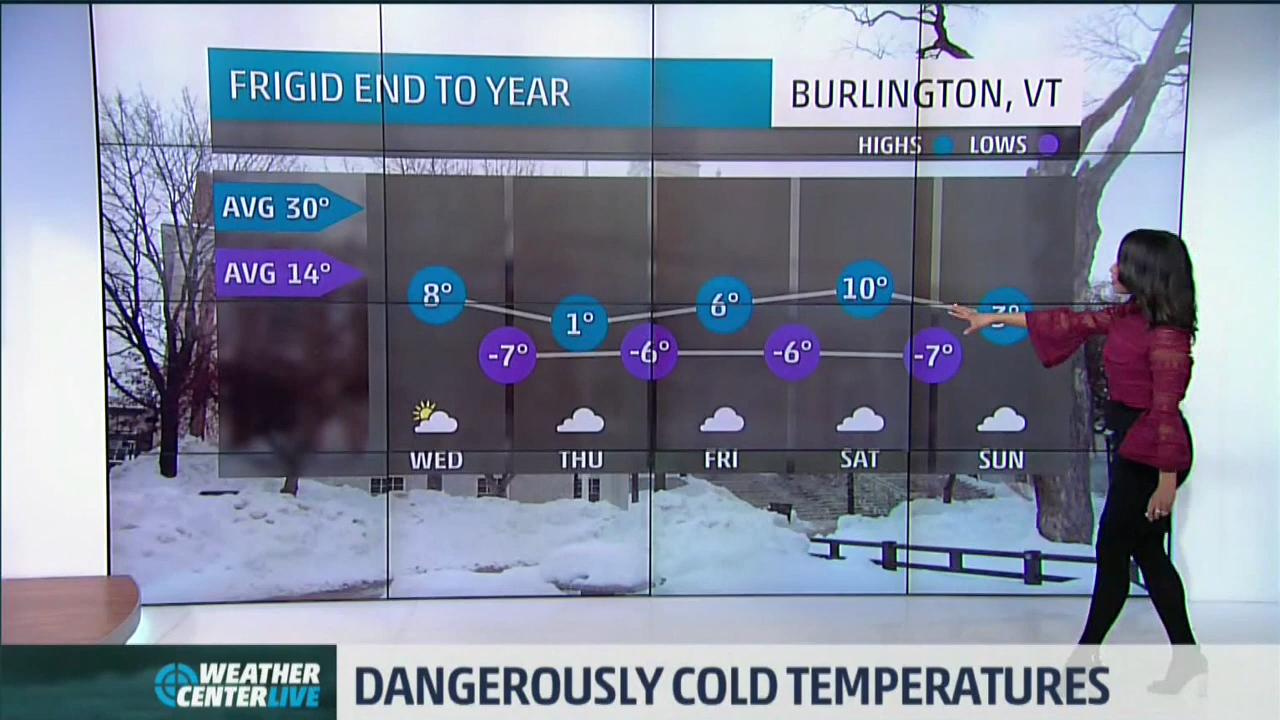 FRIGID END TO YEAR
BURLINGTON, VT
HIGHS LOWS
AVG 30°
AVG 14°
8° 1° 6° 10° 3°
-7° -6° -6° -7°
WED THU FRI SAT SUN
WEATHER
CENTER LIVE
DANGEROUSLY COLD TEMPERATURES